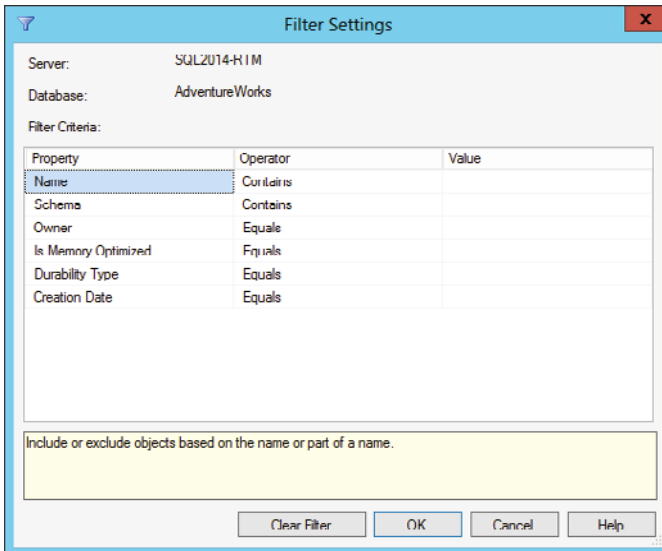 Filter Settings
x
Server: SQL2014-RTM
Database: AdventureWorks
Filter Criteria:
Property Operator Value
Name Contains
Schema Contains
Owner Equals
Is Memory Optimized Equals
Durability Type Equals
Creation Date Equals
Include or exclude objects based on the name or part of a name.
Clear Filter OK Cancel Help